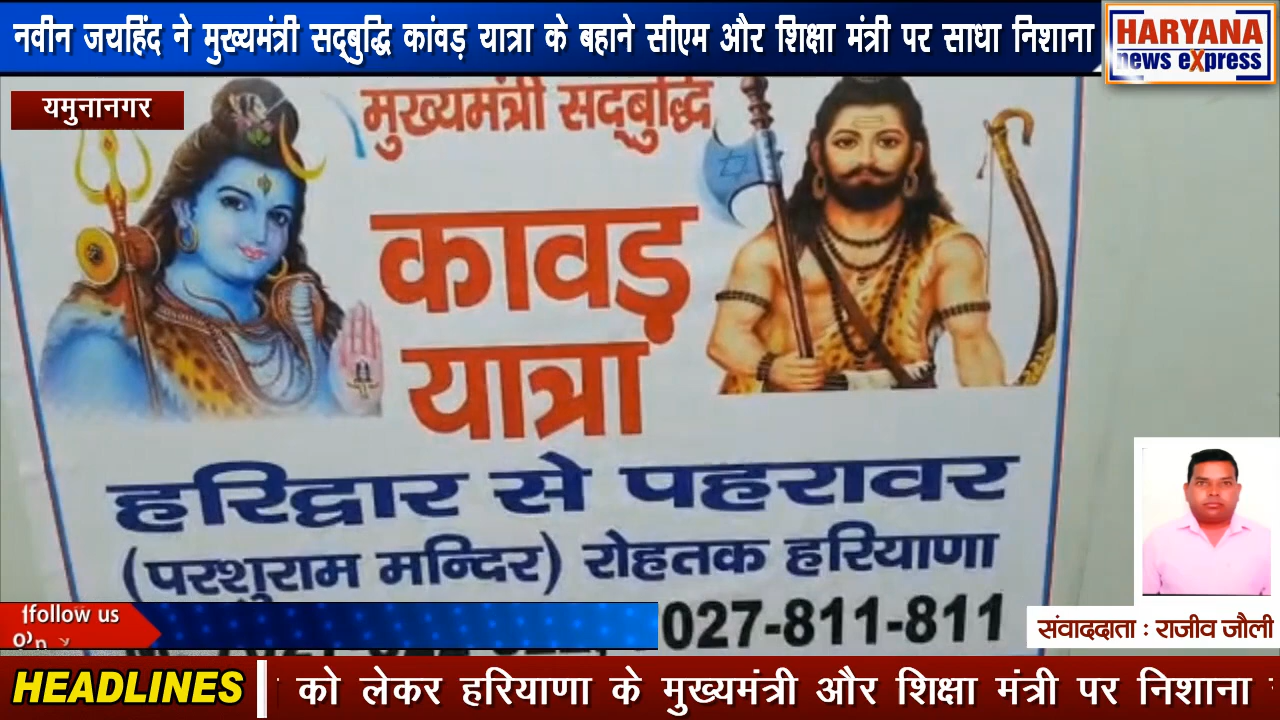 नवीन जयहिंद ने मुख्यमंत्री सद्बुद्धि कांवड़ यात्रा के बहाने सीएम और शिक्षा मंत्री पर साधा निशाना
HARYANA
news eXpress
यमुनानगर
मुख्यमंत्री सद्बुद्धि
कावड़
यात्रा
हरिद्वार से पहरावर
(परशुराम मन्दिर) रोहतक हरियाणा
027-811-811
follow us
संवाददाता : राजीव जौली
HEADLINES
को लेकर हरियाणा के मुख्यमंत्री और शिक्षा मंत्री पर निशाना